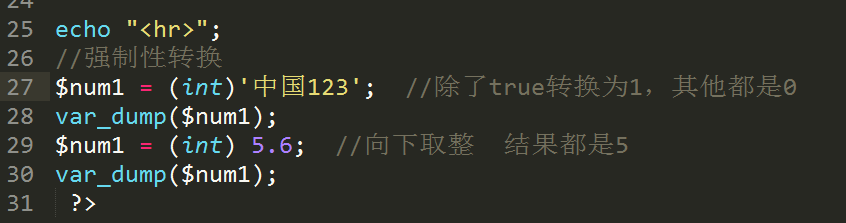 25 echo "<hr>";
26 //强制性转换
27 $num1 = (int)'中国123';  //除了true转换为1，其他都是0
28 var_dump($num1);
29 $num1 = (int) 5.6;  //向下取整  结果都是5
30 var_dump($num1);
31  ?>